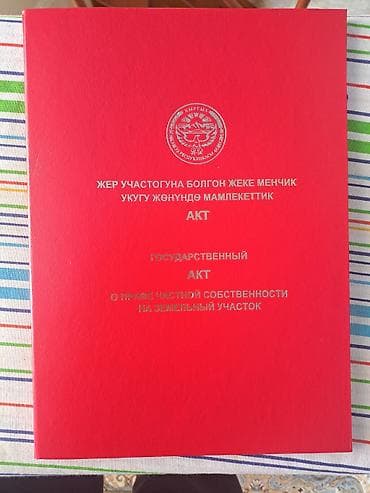 ЖЕР УЧАСТОГУНА БОЛГОН ЖЕКЕ МЕНЧИК
УКУГУ ЖӨНҮНДӨ МАМЛЕКЕТТИК
АКТ
ГОСУДАРСТВЕННЫЙ
АКТ
О ПРАВЕ ЧАСТНОЙ СОБСТВЕННОСТИ
НА ЗЕМЕЛЬНЫЙ УЧАСТОК